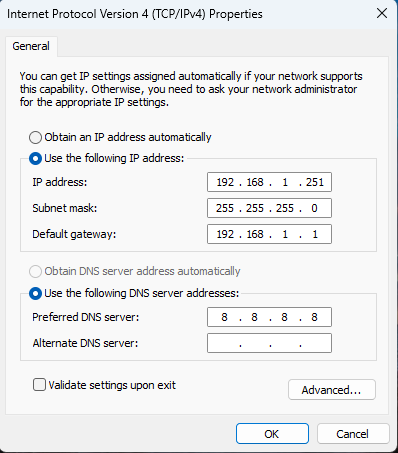 Internet Protocol Version 4 (TCP/IPv4) Properties
General
You can get IP settings assigned automatically if your network supports
this capability. Otherwise, you need to ask your network administrator
for the appropriate IP settings.
Obtain an IP address automatically
Use the following IP address:
IP address: 192 . 168 . 1 . 251
Subnet mask: 255 . 255 . 255 . 0
Default gateway: 192 . 168 . 1 . 1
Obtain DNS server address automatically
Use the following DNS server addresses:
Preferred DNS server: 8 . 8 . 8 . 8
Alternate DNS server: . . .
Validate settings upon exit
Advanced...
OK Cancel